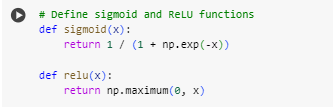 # Define sigmoid and ReLU functions
def sigmoid(x):
    return 1 / (1 + np.exp(-x))

def relu(x):
    return np.maximum(0, x)